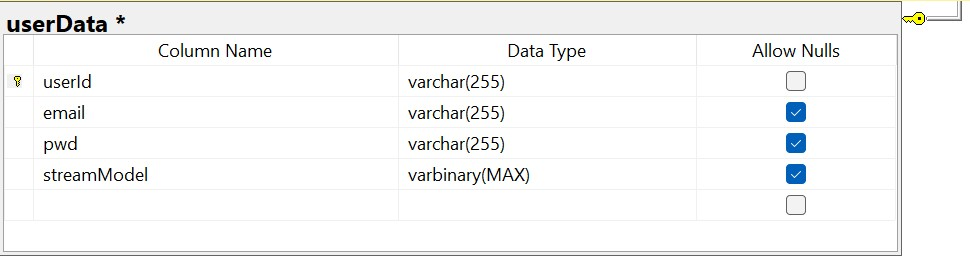 userData *
Column Name Data Type Allow Nulls
userId varchar(255)
email varchar(255)
pwd varchar(255)
streamModel varbinary(MAX)